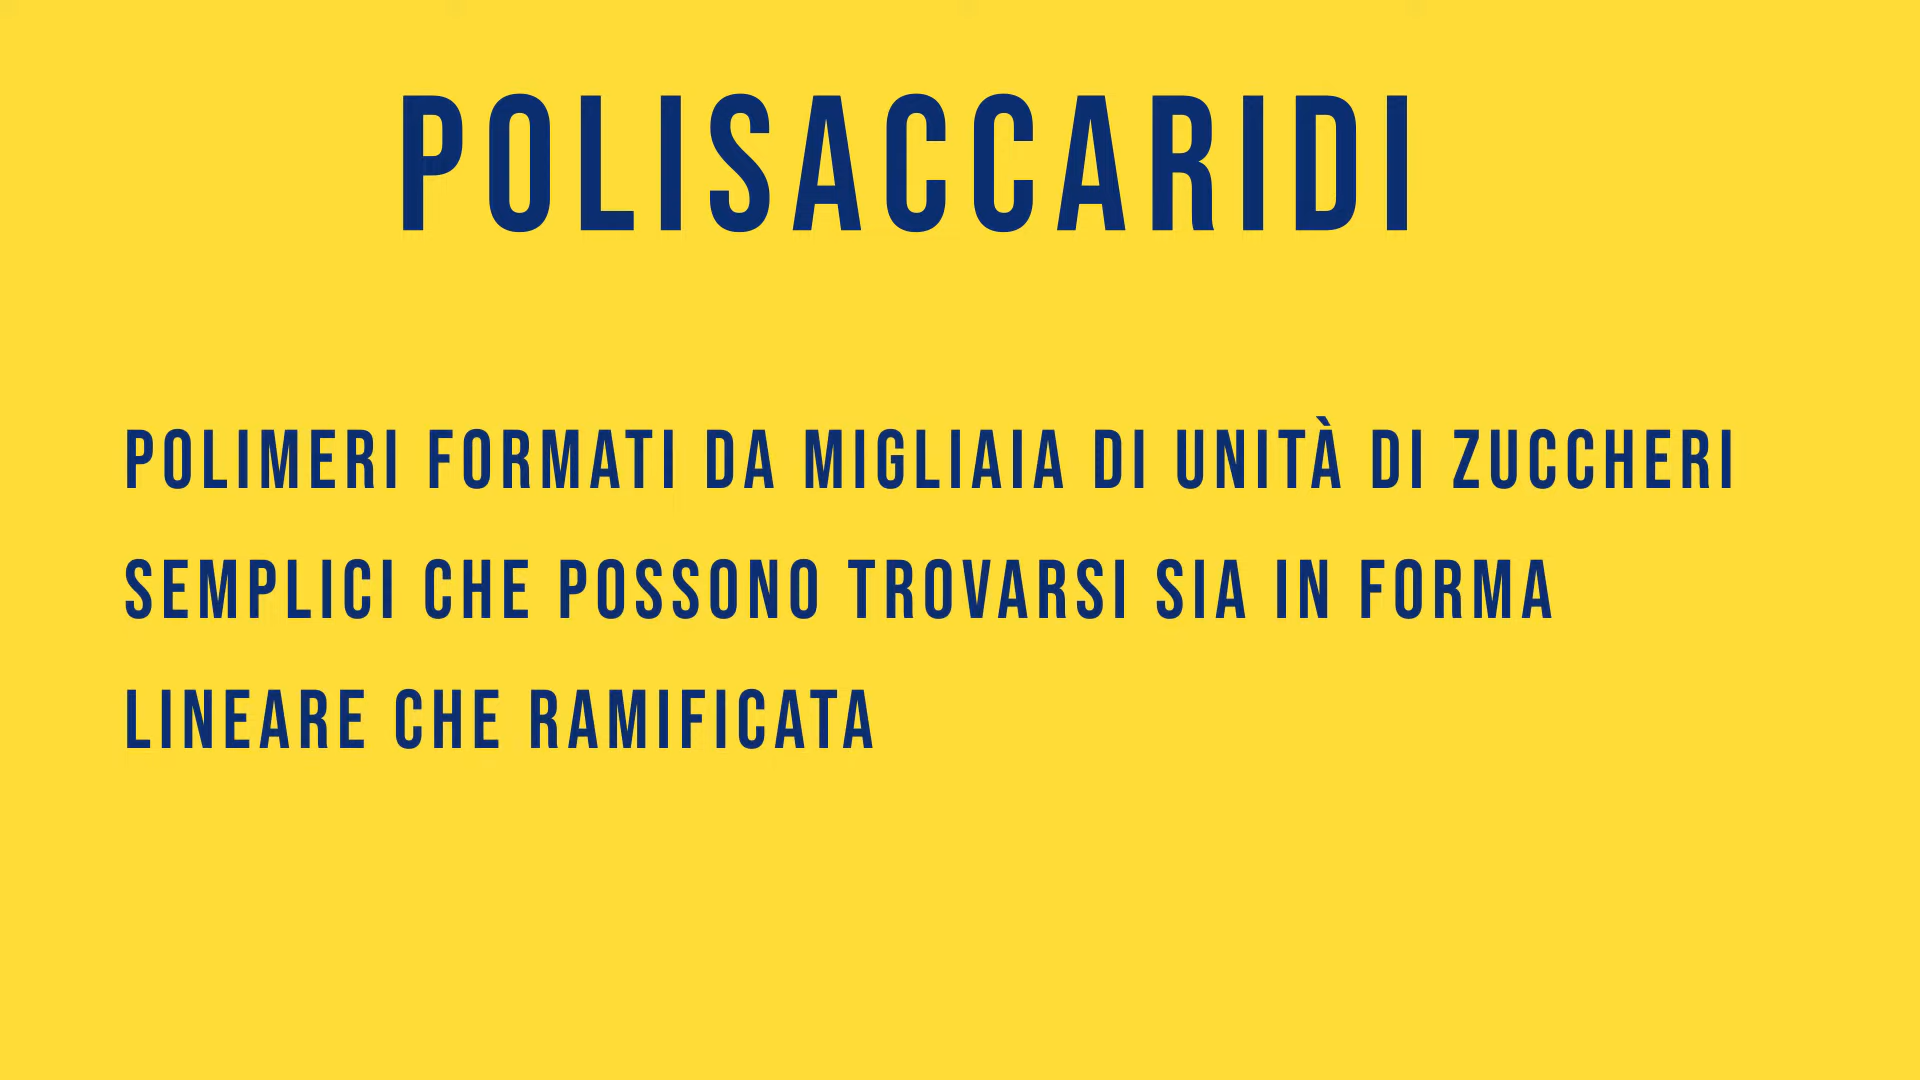 POLISACCARIDI
POLIMERI FORMATI DA MIGLIAIA DI UNITÀ DI ZUCCHERI
SEMPLICI CHE POSSONO TROVARSI SIA IN FORMA
LINEARE CHE RAMIFICATA